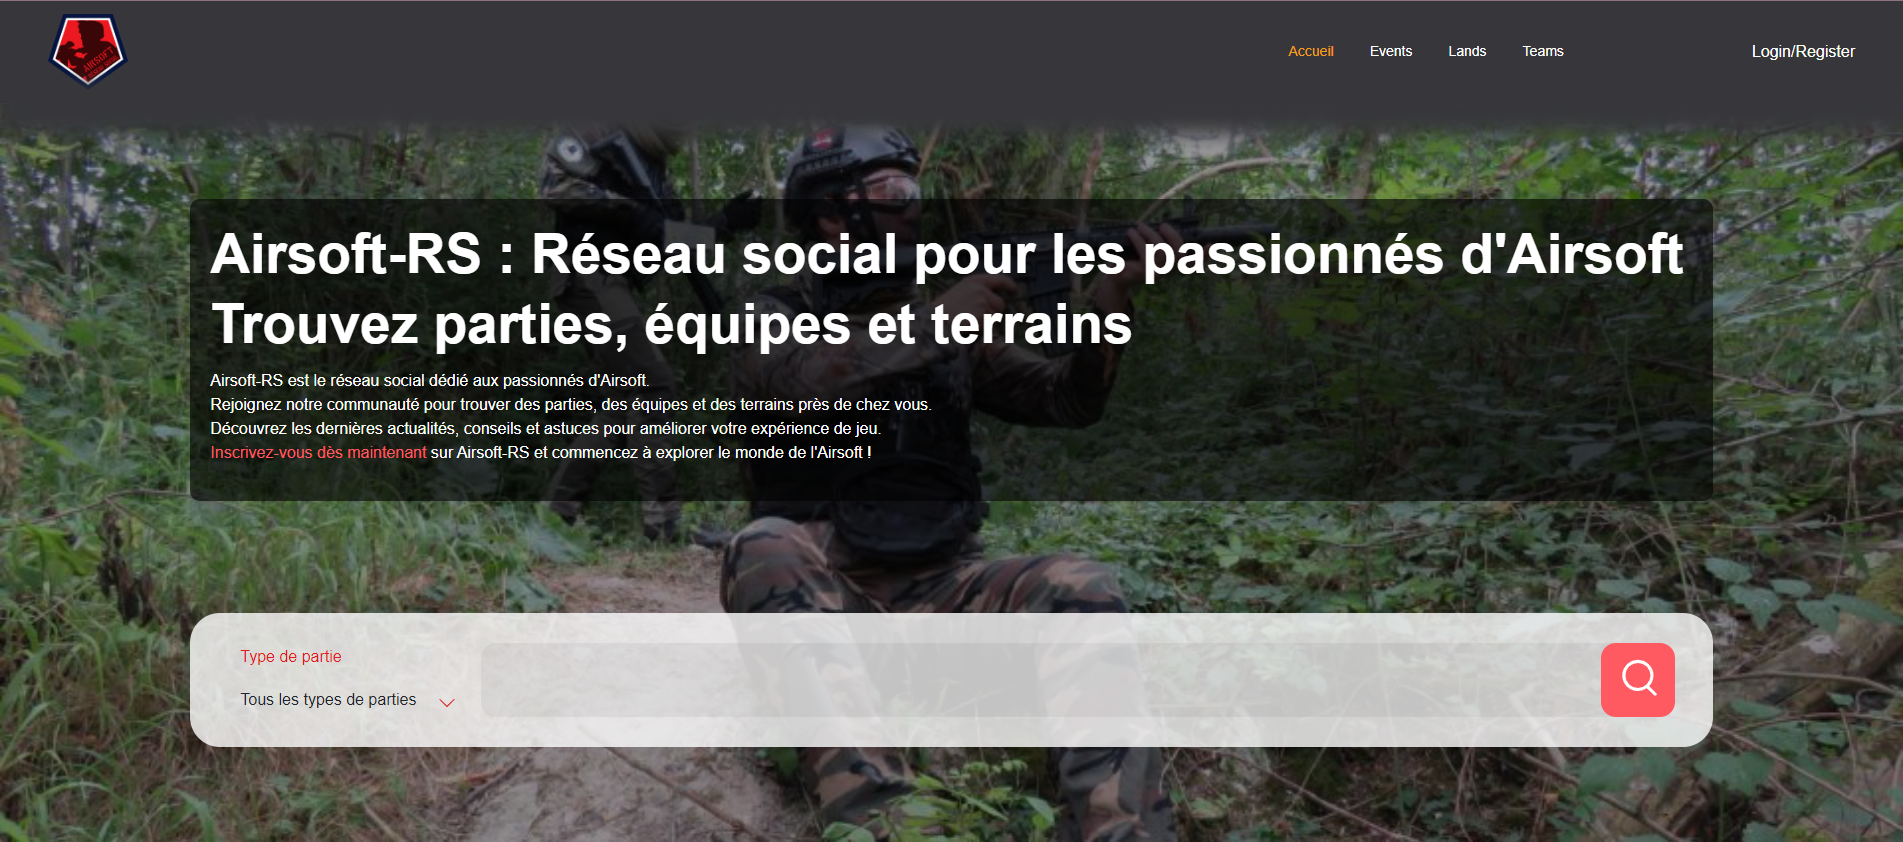 AIRSOFT
Accueil
Events
Lands
Teams
Login/Register
Airsoft-RS : Réseau social pour les passionnés d'Airsoft
Trouvez parties, équipes et terrains
Airsoft-RS est le réseau social dédié aux passionnés d'Airsoft.
Rejoignez notre communauté pour trouver des parties, des équipes et des terrains près de chez vous.
Découvrez les dernières actualités, conseils et astuces pour améliorer votre expérience de jeu.
Inscrivez-vous dès maintenant sur Airsoft-RS et commencez à explorer le monde de l'Airsoft !
Type de partie
Tous les types de parties